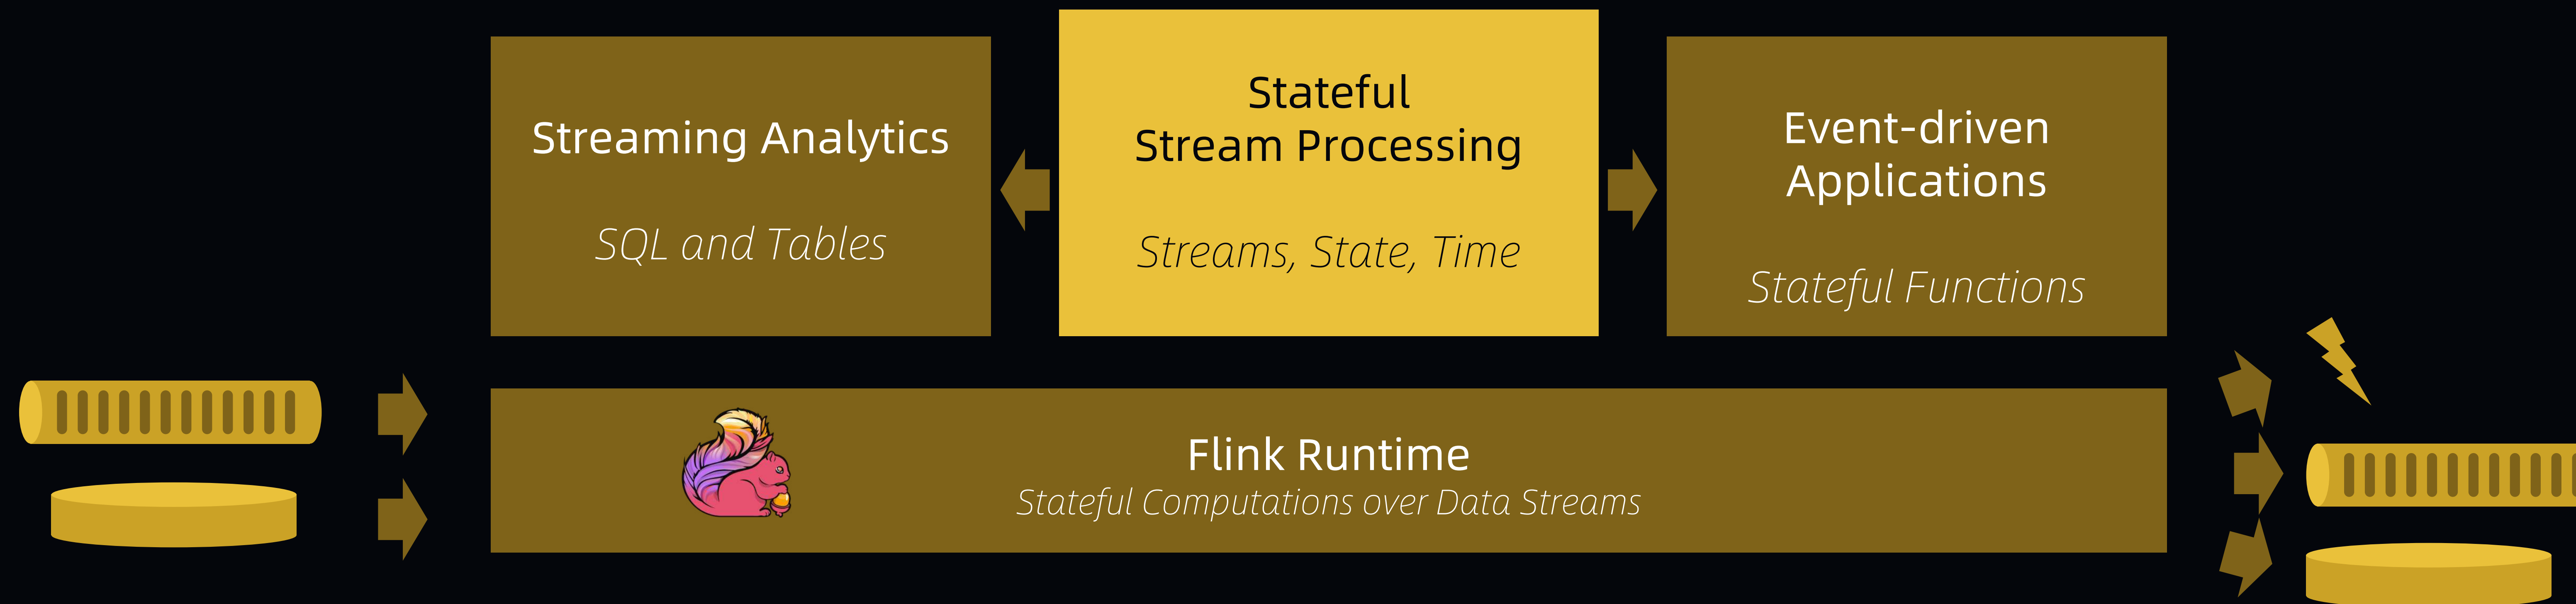 Streaming Analytics
SQL and Tables
Stateful
Stream Processing
Streams, State, Time
Event-driven
Applications
Stateful Functions
Flink Runtime
Stateful Computations over Data Streams